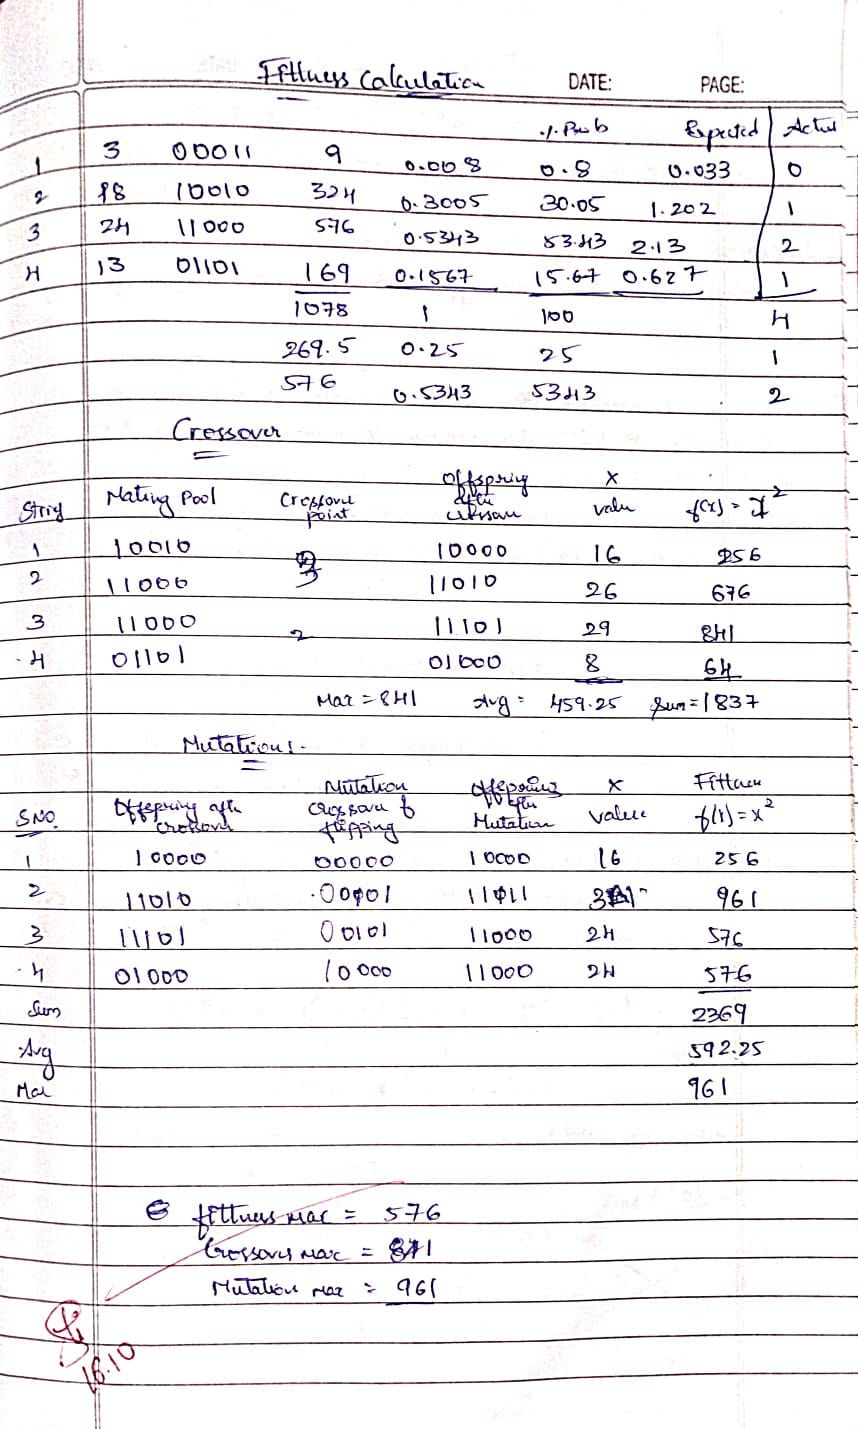 Fittness Calculation DATE: PAGE:
%. Prob Expected Actual
1 3 00011 9 0.008 0.8 0.033 0
2 18 10010 324 0.3005 30.05 1.202 1
3 24 11000 576 0.5343 53.43 2.13 2
4 13 01101 169 0.1567 15.67 0.627 1
1078 1 100 4
269.5 0.25 25 1
576 0.5343 5343 2
Crossover
String Mating Pool Crossover point Offspring after X value f(x) = x²
1 10010 3 10000 16 256
2 11000 11010 26 676
3 11000 2 11101 29 841
4 01101 01000 8 64
Max = 841 Avg = 459.25 Sum = 1837
Mutations:-
S NO. Offspring after crossover Mutation crossover flipping Offspring after Mutation X value Fittness f(x) = x²
1 10000 00000 10000 16 256
2 11010 00001 11011 961
3 11101 00101 11000 24 576
4 01000 10000 11000 24 576
Sum 2369
Avg 592.25
Max 961
fittness max = 576
Crossover max = 841
Mutation max = 961
16.10